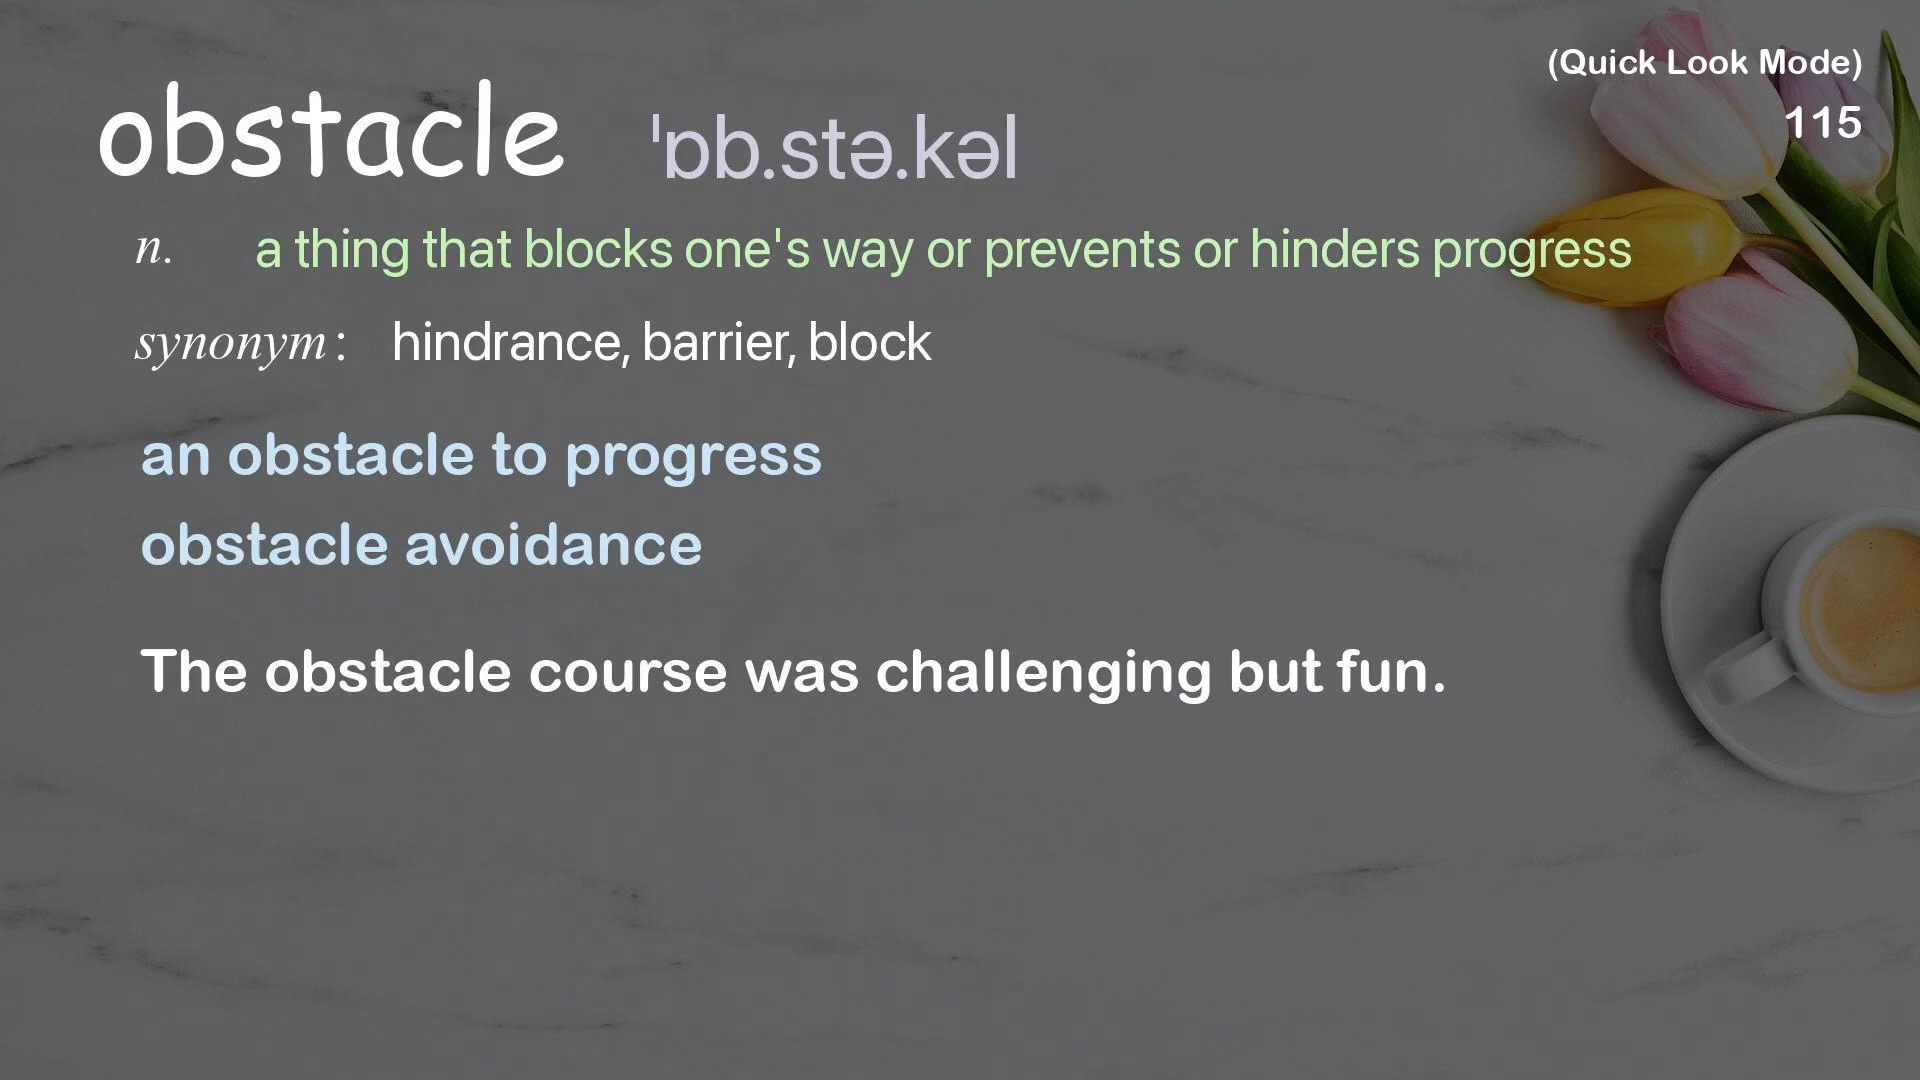 (Quick Look Mode)
115
obstacle ˈɒb.stə.kəl
n. a thing that blocks one's way or prevents or hinders progress
synonym: hindrance, barrier, block
an obstacle to progress
obstacle avoidance
The obstacle course was challenging but fun.